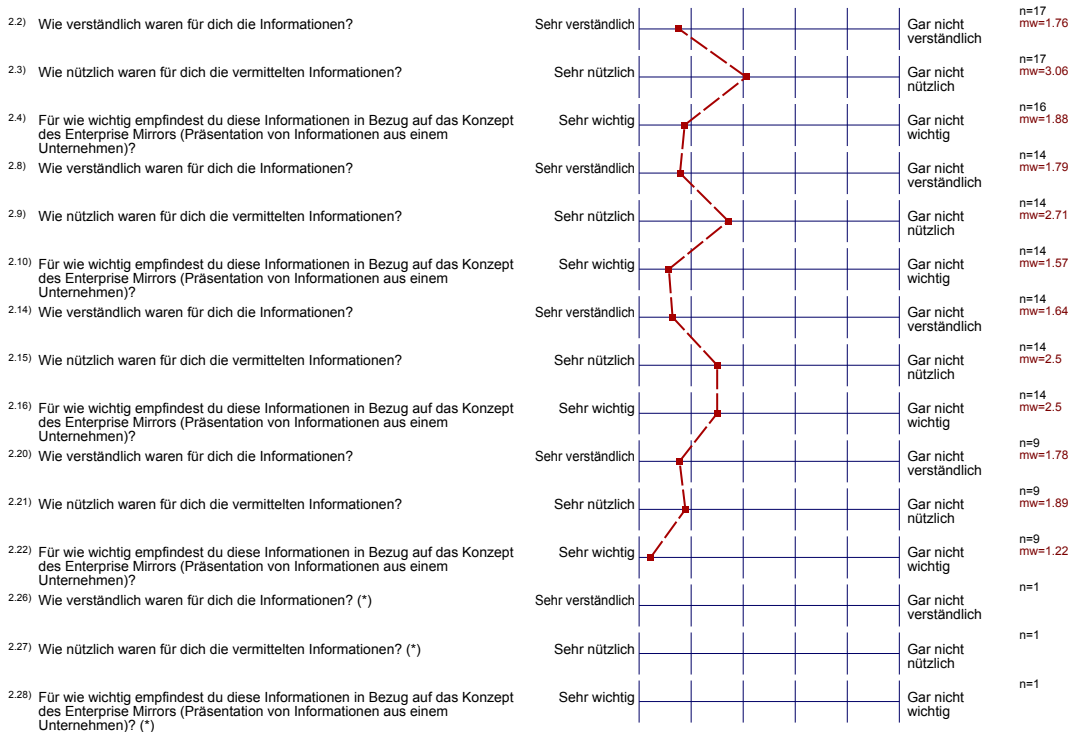 2.2) Wie verständlich waren für dich die Informationen? Sehr verständlich Gar nicht verständlich n=17 mw=1.76
2.3) Wie nützlich waren für dich die vermittelten Informationen? Sehr nützlich Gar nicht nützlich n=17 mw=3.06
2.4) Für wie wichtig empfindest du diese Informationen in Bezug auf das Konzept
des Enterprise Mirrors (Präsentation von Informationen aus einem
Unternehmen)?
Sehr wichtig Gar nicht wichtig n=16 mw=1.88
2.8) Wie verständlich waren für dich die Informationen? Sehr verständlich Gar nicht verständlich n=14 mw=1.79
2.9) Wie nützlich waren für dich die vermittelten Informationen? Sehr nützlich Gar nicht nützlich n=14 mw=2.71
2.10) Für wie wichtig empfindest du diese Informationen in Bezug auf das Konzept
des Enterprise Mirrors (Präsentation von Informationen aus einem
Unternehmen)?
Sehr wichtig Gar nicht wichtig n=14 mw=1.57
2.14) Wie verständlich waren für dich die Informationen? Sehr verständlich Gar nicht verständlich n=14 mw=1.64
2.15) Wie nützlich waren für dich die vermittelten Informationen? Sehr nützlich Gar nicht nützlich n=14 mw=2.5
2.16) Für wie wichtig empfindest du diese Informationen in Bezug auf das Konzept
des Enterprise Mirrors (Präsentation von Informationen aus einem
Unternehmen)?
Sehr wichtig Gar nicht wichtig n=14 mw=2.5
2.20) Wie verständlich waren für dich die Informationen? Sehr verständlich Gar nicht verständlich n=9 mw=1.78
2.21) Wie nützlich waren für dich die vermittelten Informationen? Sehr nützlich Gar nicht nützlich n=9 mw=1.89
2.22) Für wie wichtig empfindest du diese Informationen in Bezug auf das Konzept
des Enterprise Mirrors (Präsentation von Informationen aus einem
Unternehmen)?
Sehr wichtig Gar nicht wichtig n=9 mw=1.22
2.26) Wie verständlich waren für dich die Informationen? (*) Sehr verständlich Gar nicht verständlich n=1
2.27) Wie nützlich waren für dich die vermittelten Informationen? (*) Sehr nützlich Gar nicht nützlich n=1
2.28) Für wie wichtig empfindest du diese Informationen in Bezug auf das Konzept
des Enterprise Mirrors (Präsentation von Informationen aus einem
Unternehmen)? (*)
Sehr wichtig Gar nicht wichtig n=1